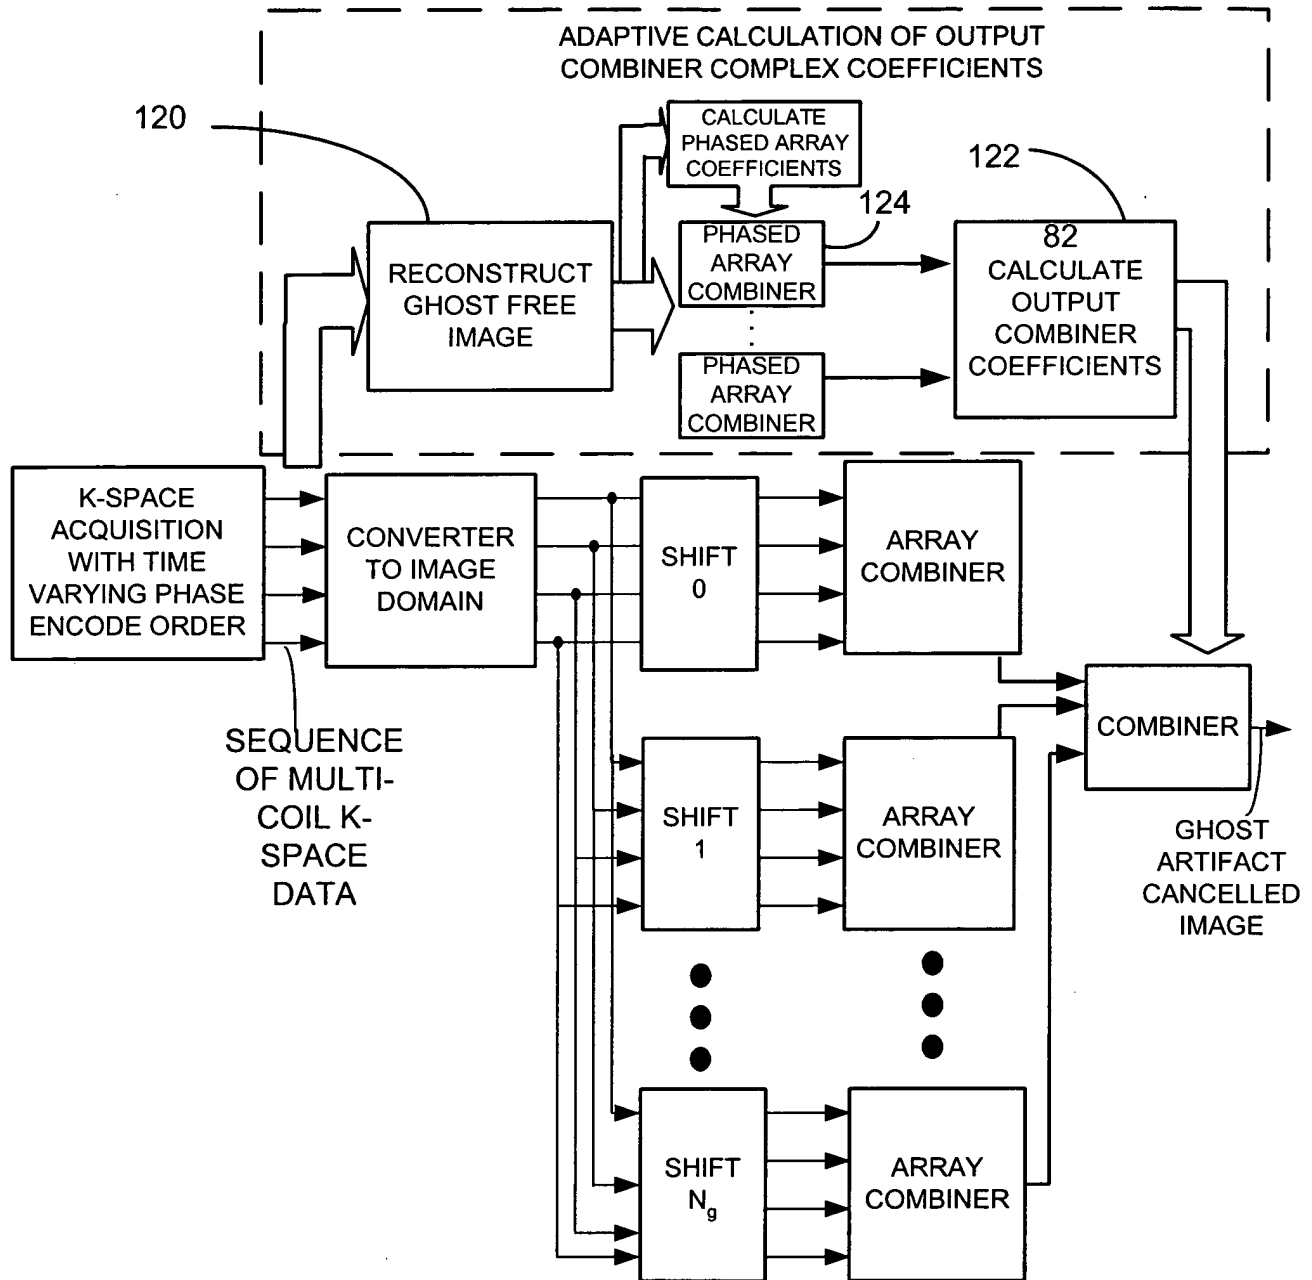 ADAPTIVE CALCULATION OF OUTPUT
COMBINER COMPLEX COEFFICIENTS
120
CALCULATE
PHASED ARRAY
COEFFICIENTS
122
124
RECONSTRUCT
GHOST FREE
IMAGE
PHASED
ARRAY
COMBINER
82
CALCULATE
OUTPUT
COMBINER
COEFFICIENTS
PHASED
ARRAY
COMBINER
K-SPACE
ACQUISITION
WITH TIME
VARYING PHASE
ENCODE ORDER
CONVERTER
TO IMAGE
DOMAIN
SHIFT
0
ARRAY
COMBINER
SEQUENCE
OF MULTI-
COIL K-
SPACE
DATA
SHIFT
1
ARRAY
COMBINER
COMBINER
GHOST
ARTIFACT
CANCELLED
IMAGE
SHIFT
Ng
ARRAY
COMBINER